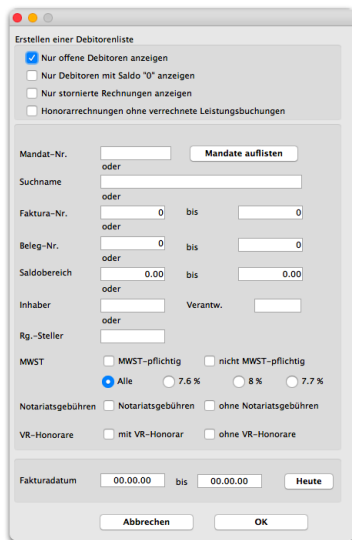 Erstellen einer Debitorenliste
Nur offene Debitoren anzeigen
Nur Debitoren mit Saldo "0" anzeigen
Nur stornierte Rechnungen anzeigen
Honorarrechnungen ohne verrechnete Leistungsbuchungen
Mandat-Nr. Mandate auflisten
oder
Suchname
oder
Faktura-Nr. 0 bis 0
oder
Beleg-Nr. 0 bis 0
oder
Saldobereich 0.00 bis 0.00
oder
Inhaber Verantw.
oder
Rg.-Steller
MWST MWST-pflichtig nicht MWST-pflichtig
Alle 7.6 % 8 % 7.7 %
Notariatsgebühren Notariatsgebühren ohne Notariatsgebühren
VR-Honorare mit VR-Honorar ohne VR-Honorare
Fakturadatum 00.00.00 bis 00.00.00 Heute
Abbrechen OK